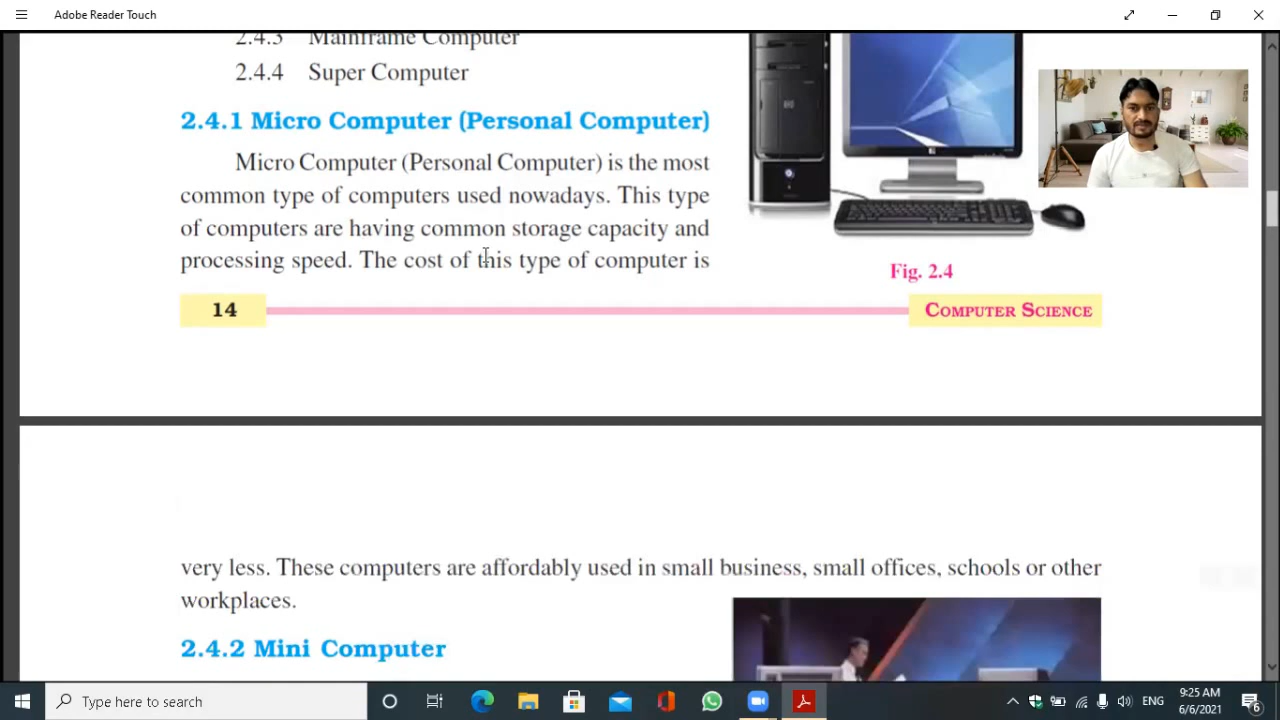 Adobe Reader Touch
2.4.3 Mainframe Computer
2.4.4 Super Computer
2.4.1 Micro Computer (Personal Computer)
Micro Computer (Personal Computer) is the most
common type of computers used nowadays. This type
of computers are having common storage capacity and
processing speed. The cost of this type of computer is
Fig. 2.4
14
COMPUTER SCIENCE
very less. These computers are affordably used in small business, small offices, schools or other
workplaces.
2.4.2 Mini Computer
Type here to search
ENG
9:25 AM
6/6/2021
6